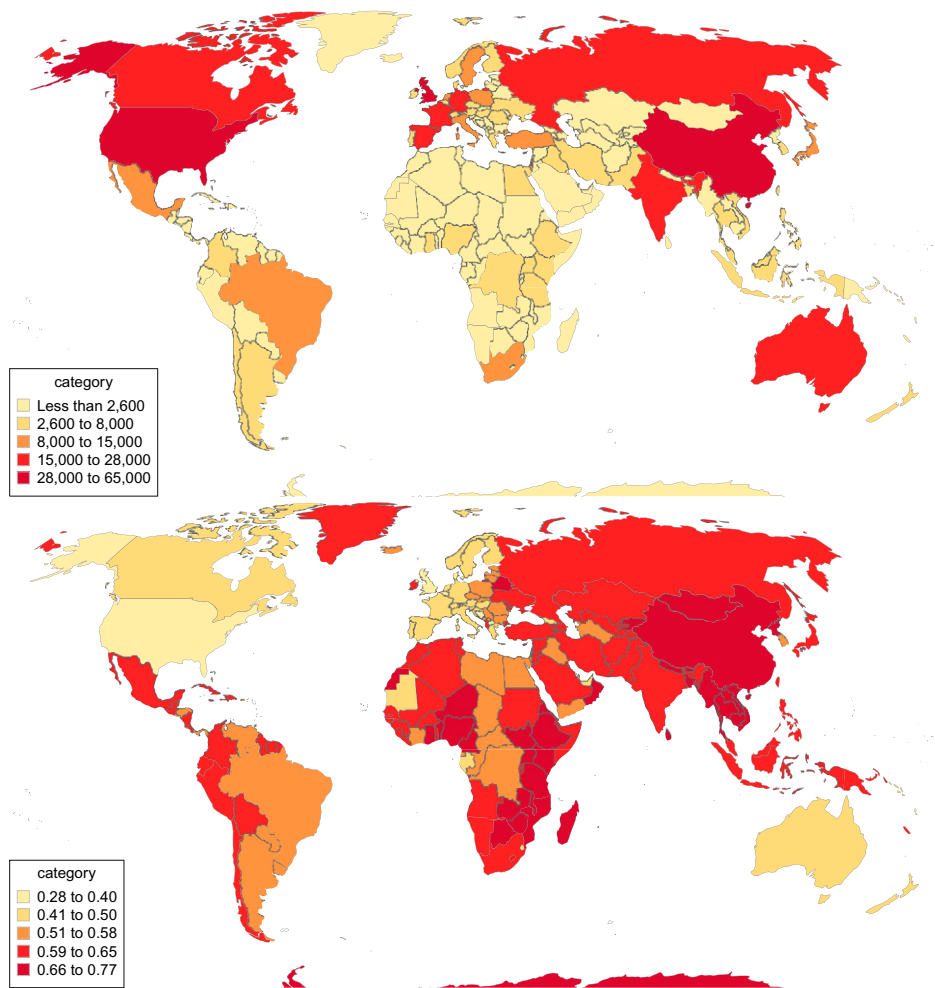 category
Less than 2,600
2,600 to 8,000
8,000 to 15,000
15,000 to 28,000
28,000 to 65,000
category
0.28 to 0.40
0.41 to 0.50
0.51 to 0.58
0.59 to 0.65
0.66 to 0.77